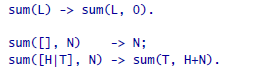 sum(L) -> sum(L, 0).
sum([], N)    -> N;
sum([H|T], N) -> sum(T, H+N).